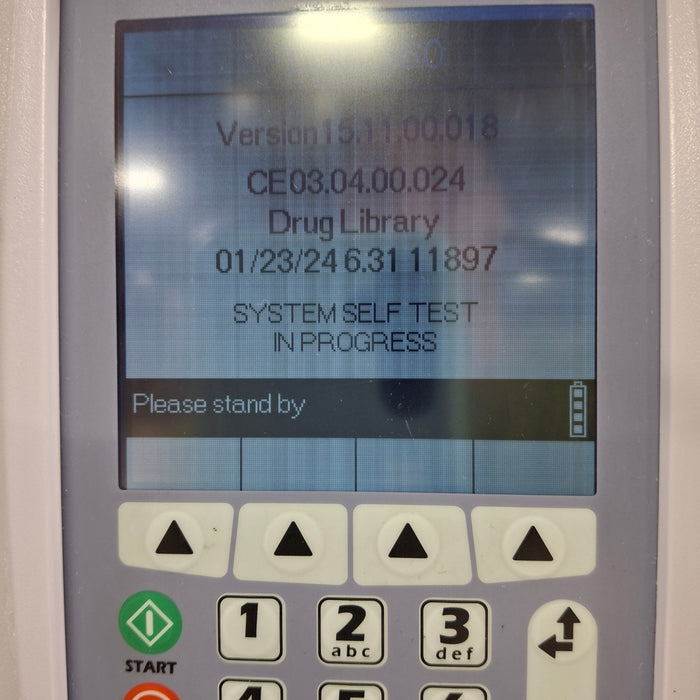 Version 15.11.00.018
CE03.04.00.024
Drug Library
01/23/24 6.31 11897
SYSTEM SELF TEST
IN PROGRESS
Please stand by
1
2
3
abc
def
START